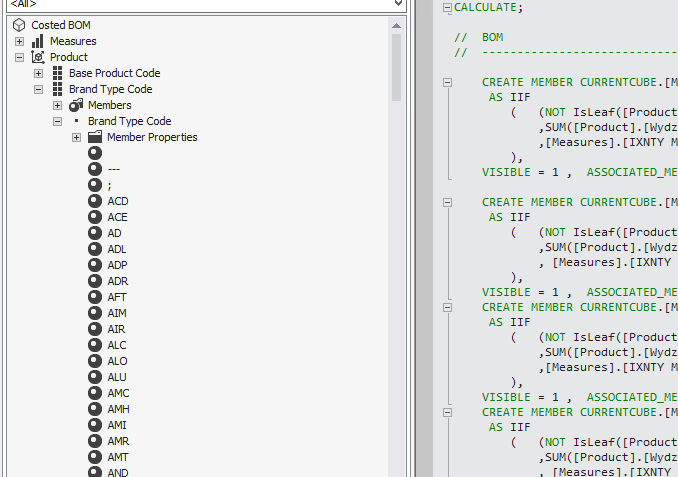 <All>
Costed BOM
Measures
Product
Base Product Code
Brand Type Code
Members
Brand Type Code
Member Properties
---
;
ACD
ACE
AD
ADL
ADP
ADR
AFT
AIM
AIR
ALC
ALO
ALU
AMC
AMH
AMI
AMR
AMT
AND
CALCULATE;
//  BOM
//  ----------------------------
CREATE MEMBER CURRENTCUBE.[M
AS IIF
(   (NOT IsLeaf([Product
,SUM([Product].[Wydz
,[Measures].[IXNTY M
),
VISIBLE = 1 ,  ASSOCIATED_ME
CREATE MEMBER CURRENTCUBE.[M
AS IIF
(   (NOT IsLeaf([Product
,SUM([Product].[Wydz
, [Measures].[IXNTY
),
VISIBLE = 1 ,  ASSOCIATED_ME
CREATE MEMBER CURRENTCUBE.[M
AS IIF
(   (NOT IsLeaf([Product
,SUM([Product].[Wydz
,[Measures].[IXNTY M
),
VISIBLE = 1 ,  ASSOCIATED_ME
CREATE MEMBER CURRENTCUBE.[M
AS IIF
(   (NOT IsLeaf([Product
,SUM([Product].[Wydz
, [Measures].[IXNTY